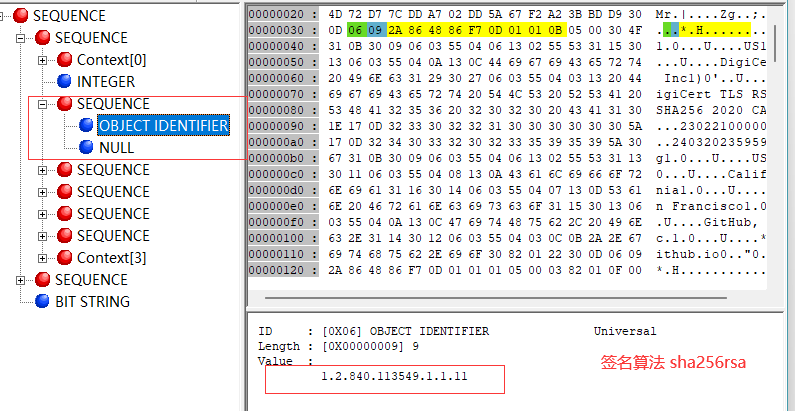 SEQUENCE
SEQUENCE
Context[0]
INTEGER
SEQUENCE
OBJECT IDENTIFIER
NULL
SEQUENCE
SEQUENCE
SEQUENCE
SEQUENCE
Context[3]
SEQUENCE
BIT STRING
00000020 : 4D 72 D7 7C DD A7 02 DD 5A 67 F2 A2 3B BD D9 30 Mr.|....Zg..;..
00000030 : 0D 06 09 2A 86 48 86 F7 0D 01 01 0B 05 00 30 4F ...*.H.......
00000040 : 31 0B 30 09 06 03 55 04 06 13 02 55 53 31 15 30 1.0...U....US1
00000050 : 13 06 03 55 04 0A 13 0C 44 69 67 69 43 65 72 74 ...U....DigiCe
00000060 : 20 49 6E 63 31 29 30 27 06 03 55 04 03 13 20 44 Inc1)0'..U...
00000070 : 69 67 69 43 65 72 74 20 54 4C 53 20 52 53 41 20 igiCert TLS RS
00000080 : 53 48 41 32 35 36 20 32 30 32 30 20 43 41 31 30 SHA256 2020 CA
00000090 : 1E 17 0D 32 33 30 32 32 31 30 30 30 30 30 30 5A ...23022100000
000000a0 : 17 0D 32 34 30 33 32 30 32 33 35 39 35 39 5A 30 ..240320235959
000000b0 : 67 31 0B 30 09 06 03 55 04 06 13 02 55 53 31 13 g1.0...U....US
000000c0 : 30 11 06 03 55 04 08 13 0A 43 61 6C 69 66 6F 72 0...U....Calif
000000d0 : 6E 69 61 31 16 30 14 06 03 55 04 07 13 0D 53 61 nia1.0...U....
000000e0 : 6E 20 46 72 61 6E 63 69 73 63 6F 31 15 30 13 06 n Francisco1.0
000000f0 : 03 55 04 0A 13 0C 47 69 74 48 75 62 2C 20 49 6E .U....GitHub,
00000100 : 63 2E 31 14 30 12 06 03 55 04 03 0C 0B 2A 2E 67 c.1.0...U....*
00000110 : 69 74 68 75 62 2E 69 6F 30 82 01 22 30 0D 06 09 ithub.io0.."0.
00000120 : 2A 86 48 86 F7 0D 01 01 01 05 00 03 82 01 0F 00 *.H...........
ID : [0X06] OBJECT IDENTIFIER Universal
Length : [0X00000009] 9
Value :
1.2.840.113549.1.1.11
签名算法 sha256rsa